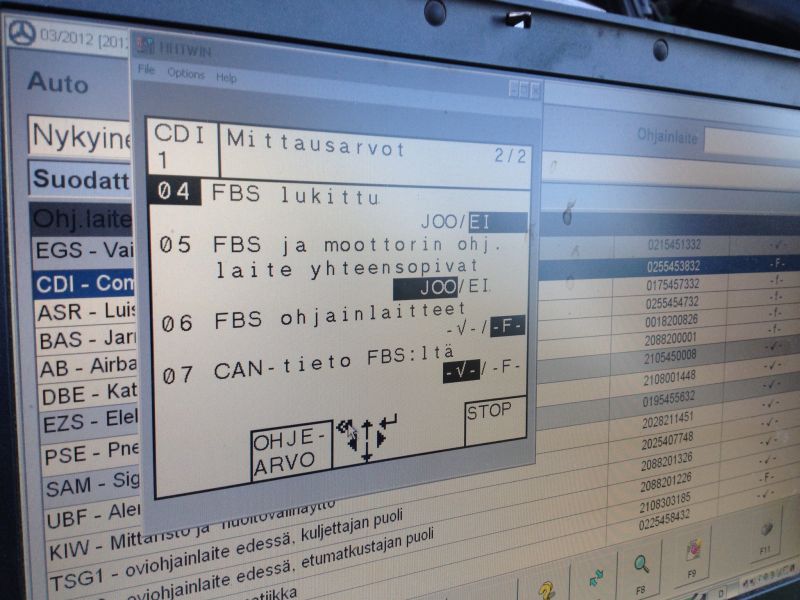 03/2012 [201
HHTWIN
File Options Help
Auto
Ohjainlaite
Nykyine
Suodatt
Ohj.laite
CDI
1
Mittausarvot
2/2
04 FBS lukittu
JOO/EI
05 FBS ja moottorin ohj.
laite yhteensopivat
JOO/EI
06 FBS ohjainlaitteet
-√-/-F-
07 CAN-tieto FBS:ltä
-√-/-F-
OHJE-
ARVO
STOP
EGS - Vai
0215451332 -√-
CDI - Com
0255453832 -F-
ASR - Luis
0175457332 -√-
BAS - Jarr
0255454732 -√-
AB - Airba
0018200826 -√-
DBE - Kat
2088200001 -√-
EZS - Elek
2105450008 -√-
PSE - Pne
2108001448 -√-
SAM - Sig
0195455632 -√-
UBF - Aler
2028211451 -√-
KIW - Mittaristo ja huoltovälinäyttö
2025407748 -√-
TSG1 - oviohjainlaite edessä, kuljettajan puoli
2088201326 -√-
oviohjainlaite edessä, etumatkustajan puoli
2088201226 -F-
2108303185 -√-
0225458432 -√-
F8
F9
F11